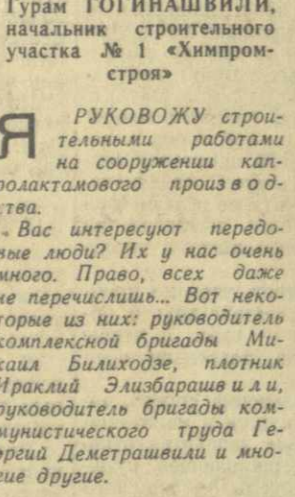 Гурам ГОГИНАШВИЛИ,
начальник строительного
участка № 1 «Химпром-
строя»
Я РУКОВОЖУ строи-
тельными работами
на сооружении кап-
ролактамового производ-
ства.
Вас интересуют передо-
вые люди? Их у нас очень
много. Право, всех даже
не перечислишь... Вот неко-
торые из них: руководитель
комплексной бригады Ми-
хаил Билиходзе, плотник
Ираклий Элизбарашвили,
руководитель бригады ком-
мунистического труда Ге-
оргий Деметрашвили и мно-
гие другие.